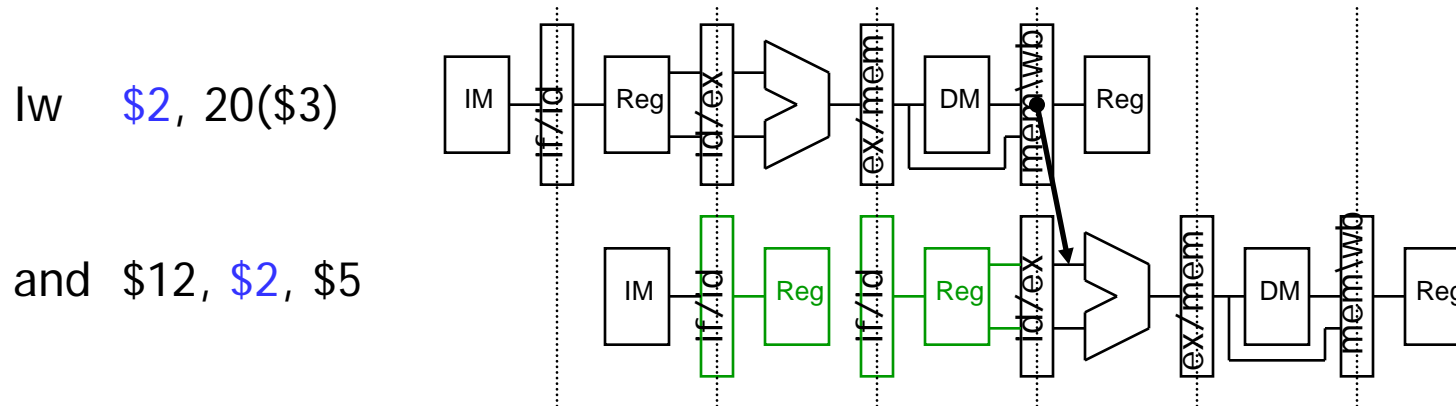 lw $2, 20($3)
IM if/id Reg id/ex ex/mem DM mem\wb Reg
and $12, $2, $5
IM if/id Reg if/id Reg id/ex ex/mem DM mem\wb Reg